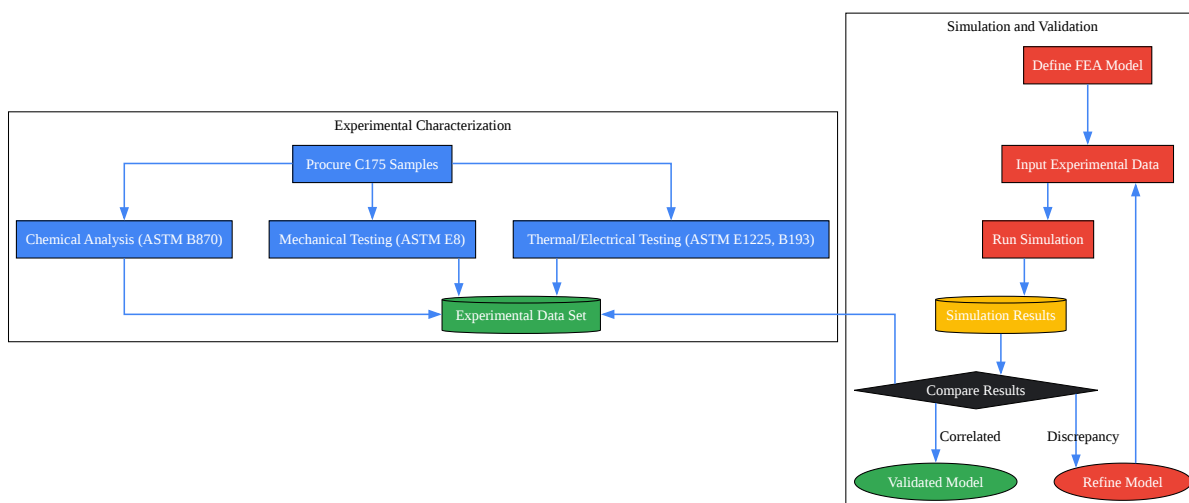 Simulation and Validation
Define FEA Model
Experimental Characterization
Procure C175 Samples
Input Experimental Data
Chemical Analysis (ASTM B870)
Mechanical Testing (ASTM E8)
Thermal/Electrical Testing (ASTM E1225, B193)
Run Simulation
Experimental Data Set
Simulation Results
Compare Results
Correlated
Discrepancy
Validated Model
Refine Model